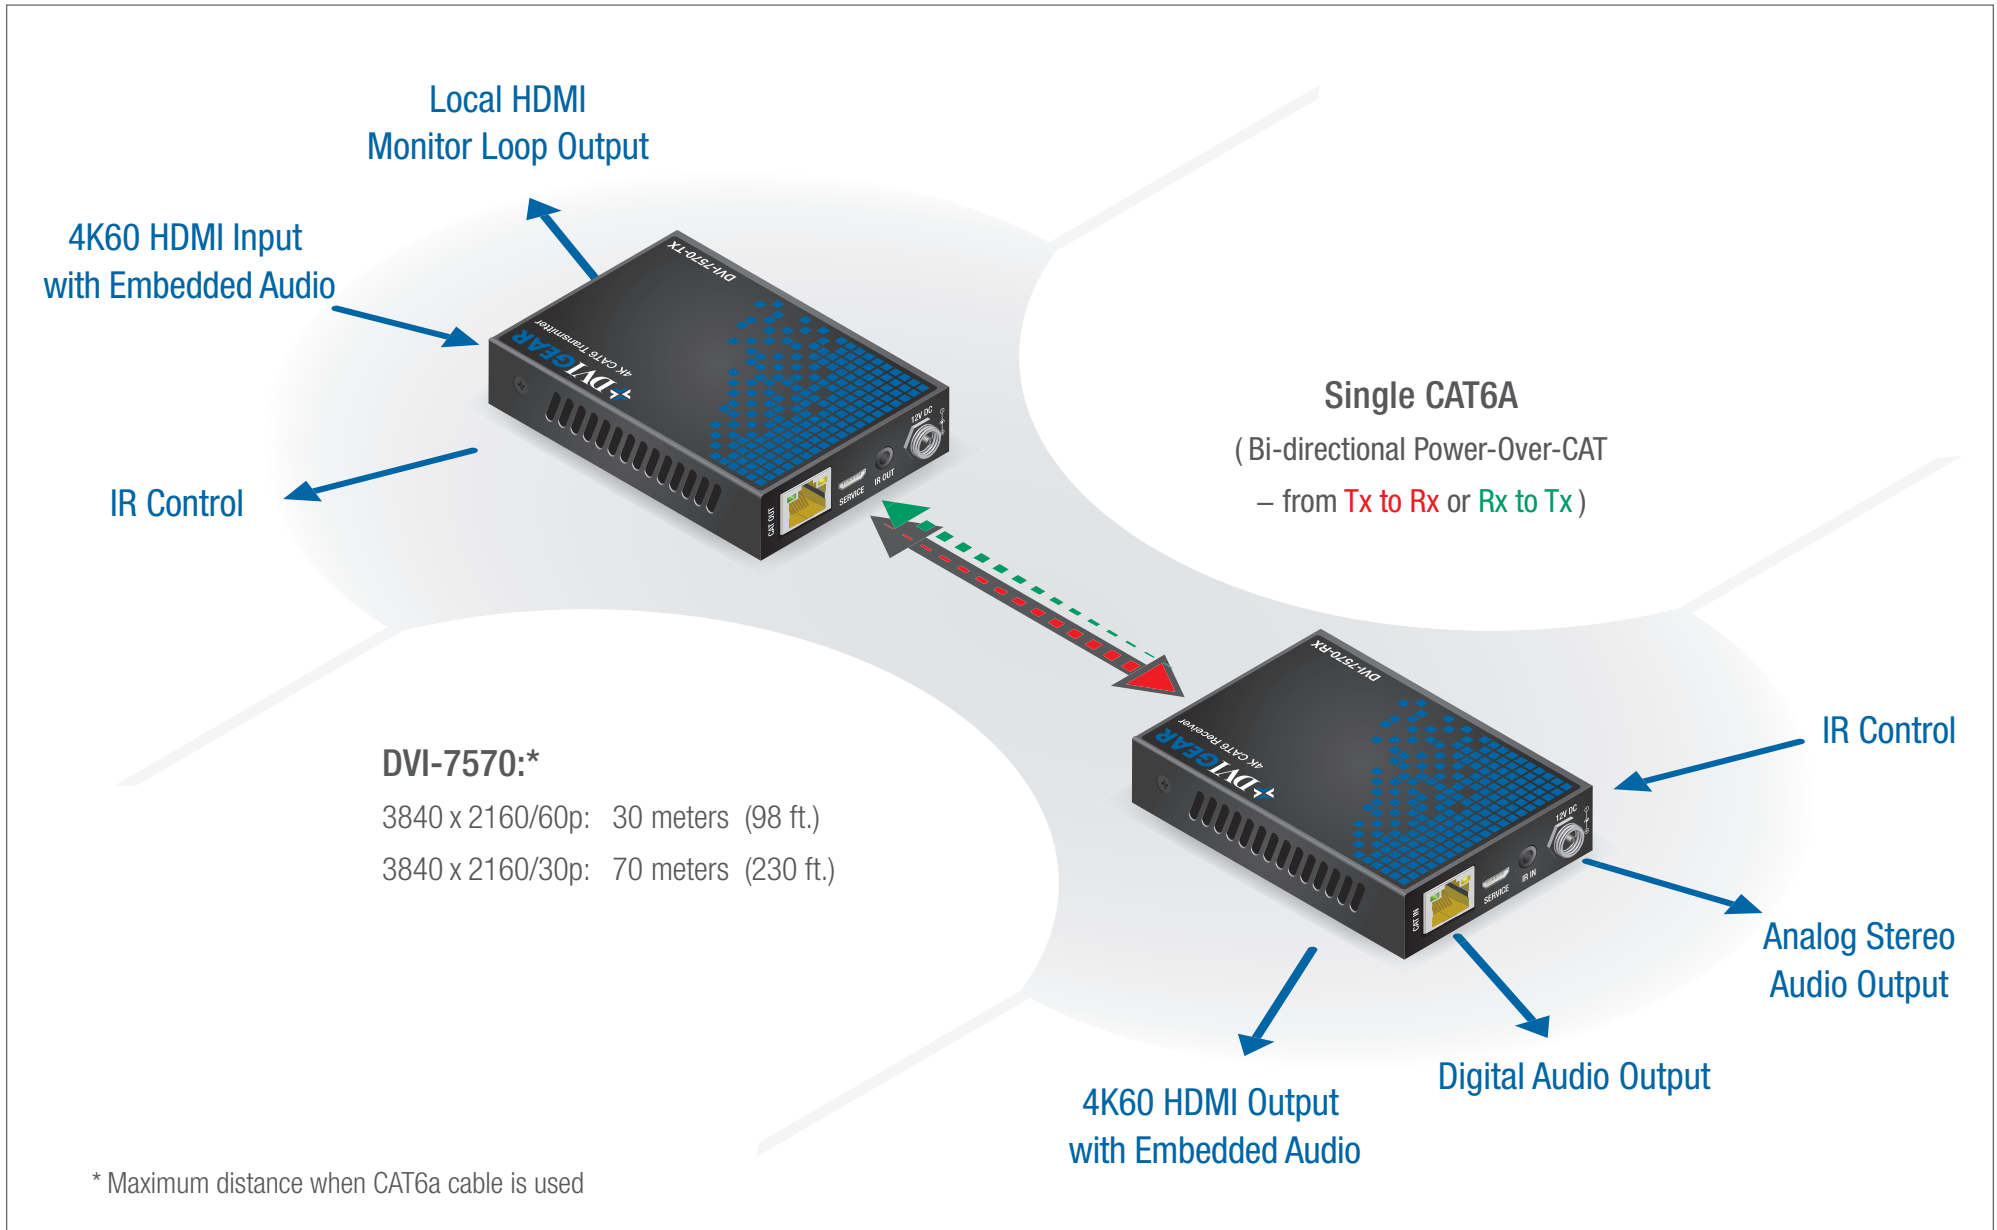 Local HDMI
Monitor Loop Output
4K60 HDMI Input
with Embedded Audio
IR Control
DVI-7570-TX
DVIGEAR
4K CAT6 Transmitter
CAT OUT
SERVICE
IR OUT
12V DC
Single CAT6A
( Bi-directional Power-Over-CAT
– from Tx to Rx or Rx to Tx )
DVI-7570:*
3840 x 2160/60p: 30 meters (98 ft.)
3840 x 2160/30p: 70 meters (230 ft.)
DVI-7570-RX
DVIGEAR
4K CAT6 Receiver
CAT IN
SERVICE
IR IN
12V DC
IR Control
Analog Stereo
Audio Output
Digital Audio Output
4K60 HDMI Output
with Embedded Audio
* Maximum distance when CAT6a cable is used